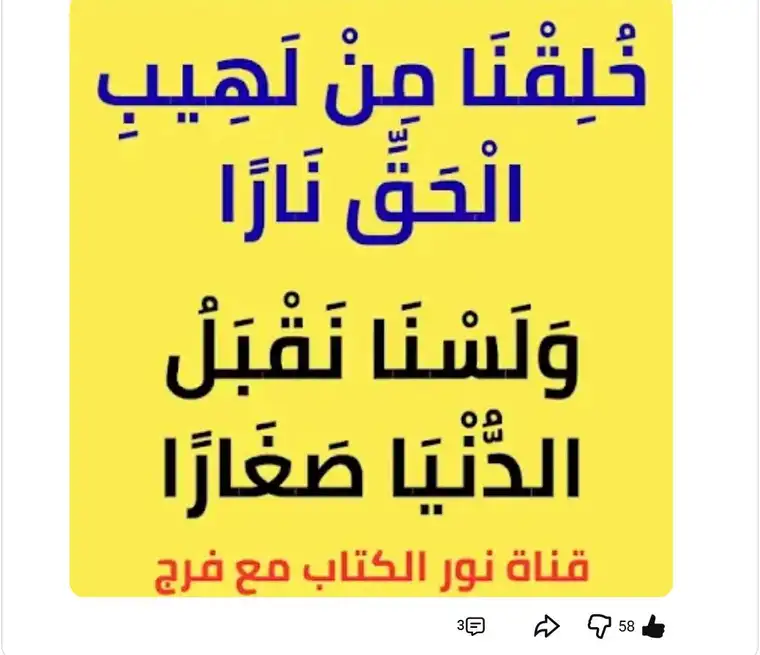 خُلِقْنَا مِنْ لَهِيبِ
الْحَقِّ نَارًا
وَلَسْنَا نَقْبَلُ
الدُّنْيَا صَغَارًا
قناة نور الكتاب مع فرج
3 58